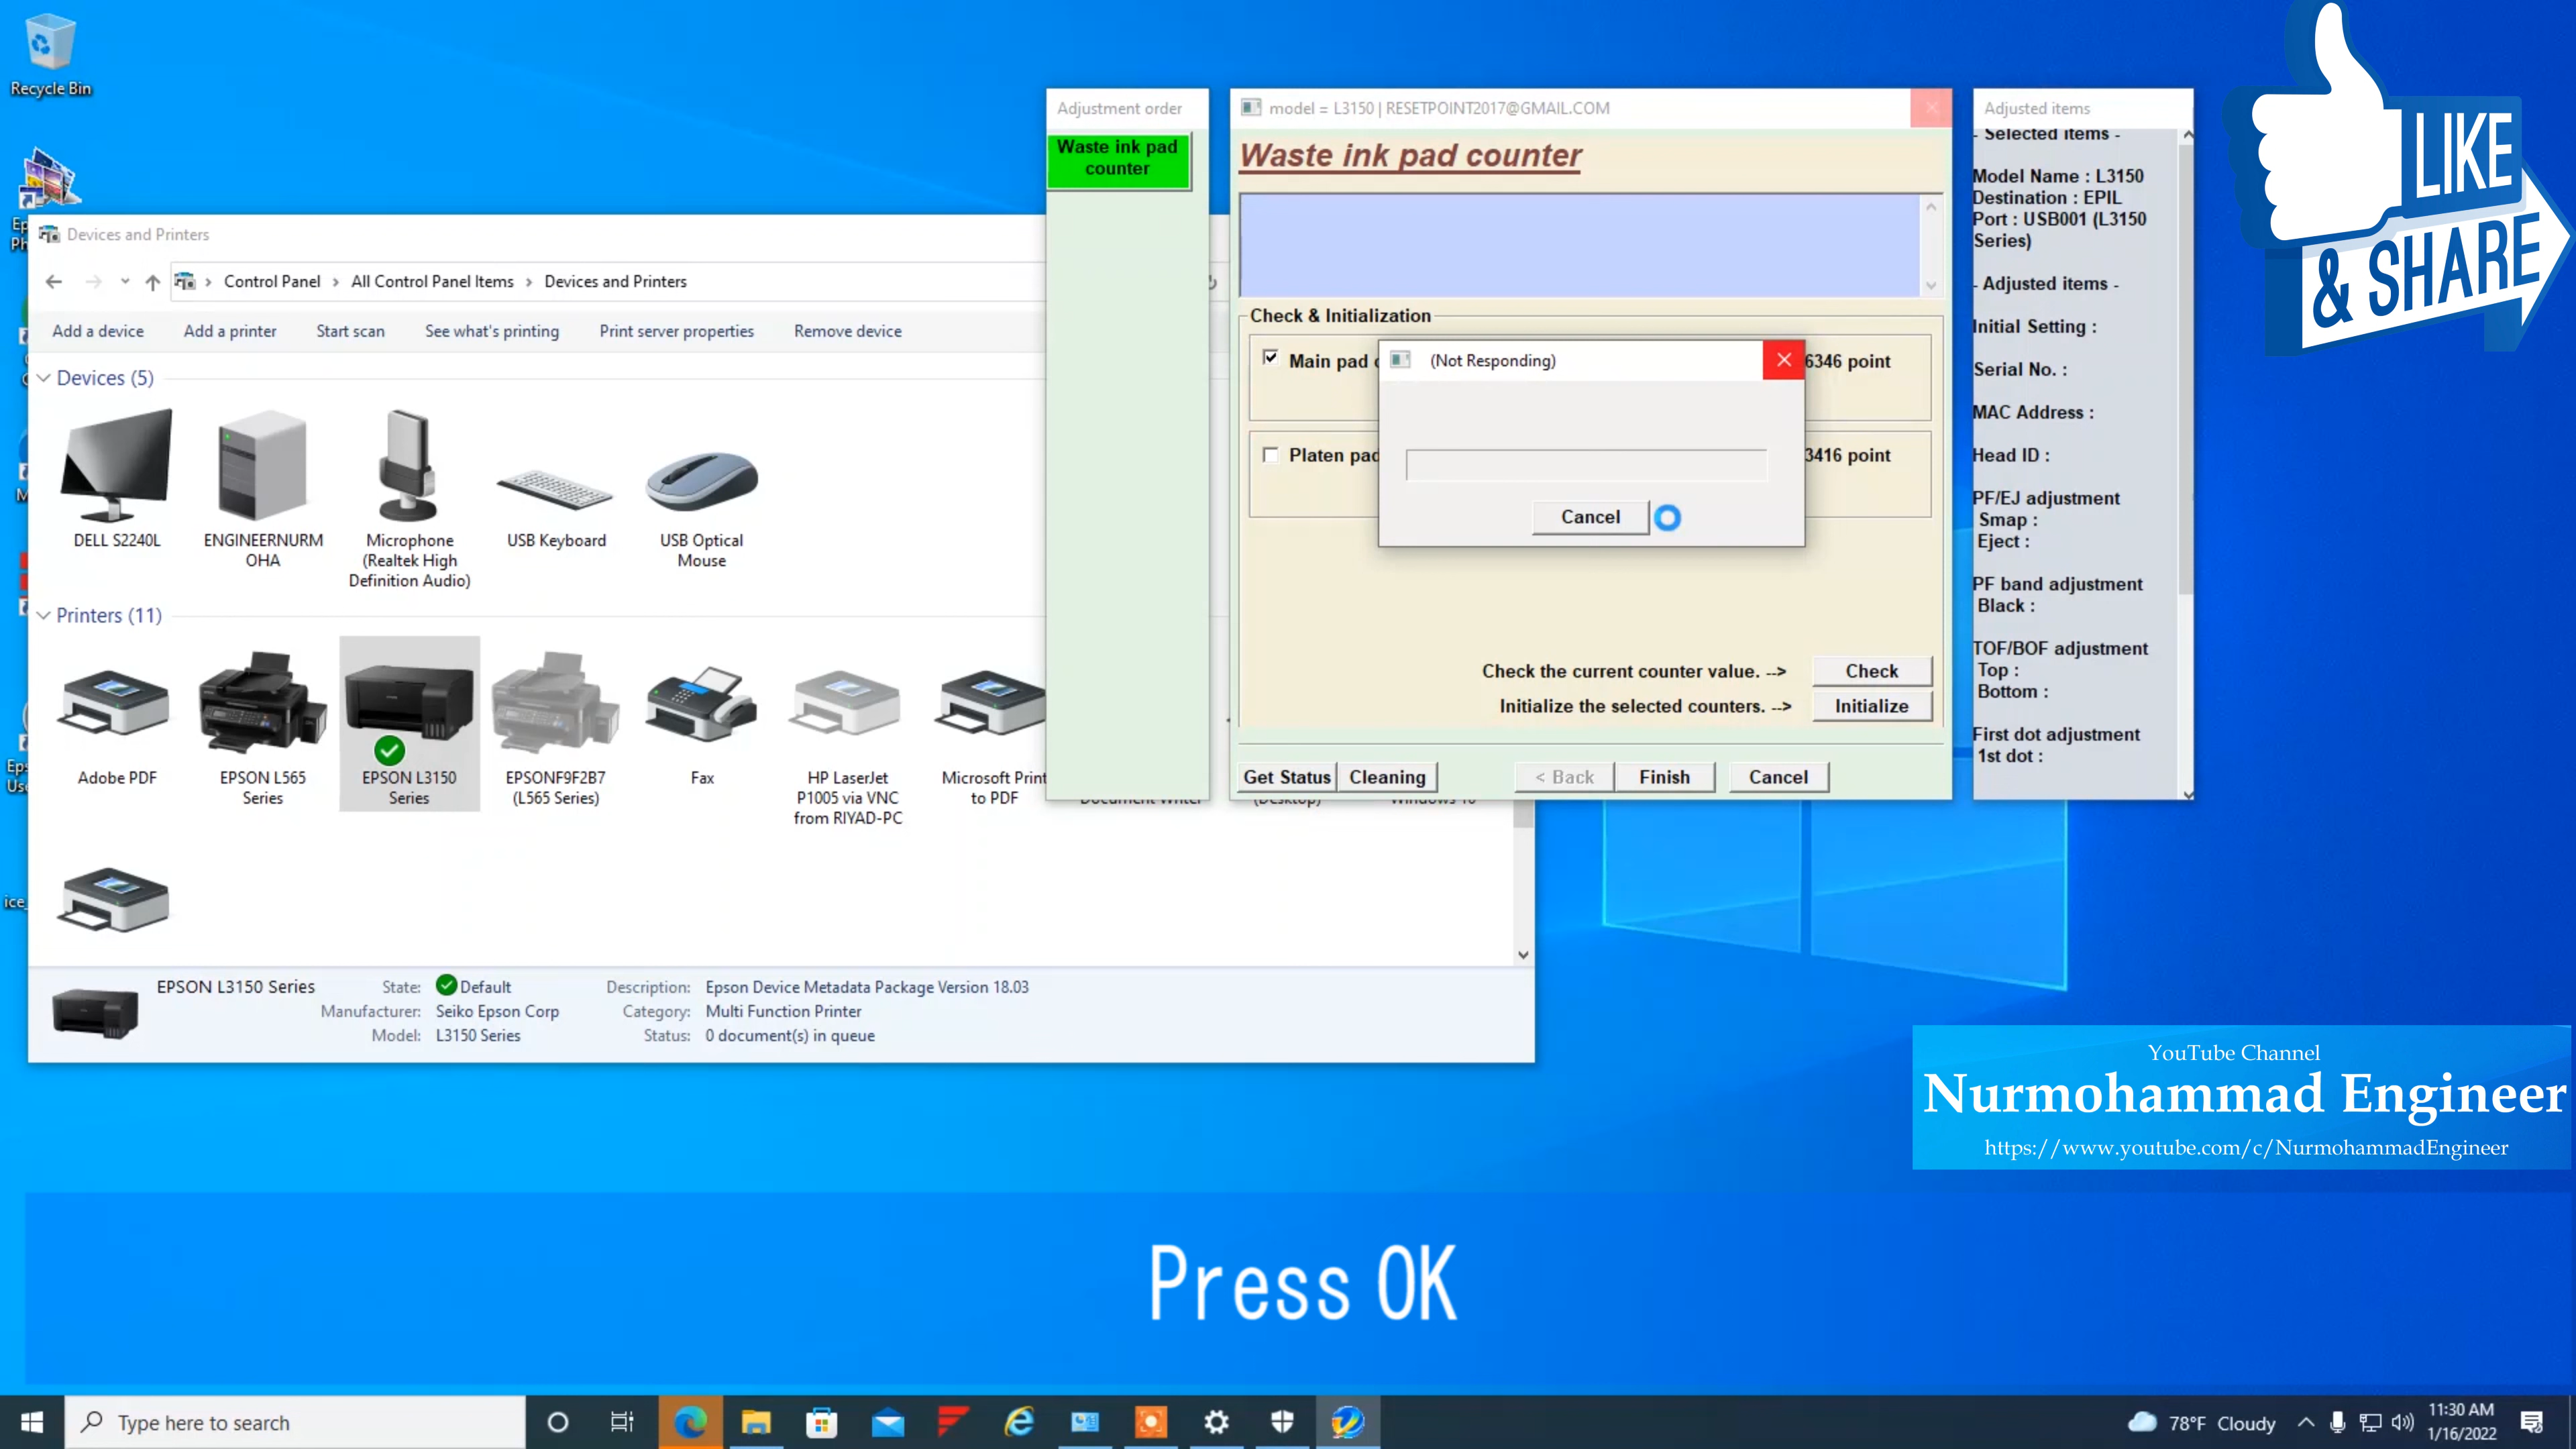 Recycle Bin
Devices and Printers
Control Panel > All Control Panel Items > Devices and Printers
Add a device
Add a printer
Start scan
See what's printing
Print server properties
Remove device
Devices (5)
DELL S2240L
ENGINEERNURM
OHA
Microphone
(Realtek High
Definition Audio)
USB Keyboard
USB Optical
Mouse
Printers (11)
Adobe PDF
EPSON L565
Series
EPSON L3150
Series
EPSONF9F2B7
(L565 Series)
Fax
HP LaserJet
P1005 via VNC
from RIYAD-PC
Microsoft Print
to PDF
EPSON L3150 Series
State: Default
Manufacturer: Seiko Epson Corp
Model: L3150 Series
Description: Epson Device Metadata Package Version 18.03
Category: Multi Function Printer
Status: 0 document(s) in queue
Adjustment order
Waste ink pad
counter
model = L3150 | RESETPOINT2017@GMAIL.COM
Waste ink pad counter
Check & Initialization
Main pad
6346 point
Platen pad
3416 point
(Not Responding)
Cancel
Check the current counter value. -->
Check
Initialize the selected counters. -->
Initialize
Get Status
Cleaning
< Back
Finish
Cancel
Adjusted items
- Selected items -
Model Name : L3150
Destination : EPIL
Port : USB001 (L3150
Series)
- Adjusted items -
Initial Setting :
Serial No. :
MAC Address :
Head ID :
PF/EJ adjustment
Smap :
Eject :
PF band adjustment
Black :
TOF/BOF adjustment
Top :
Bottom :
First dot adjustment
1st dot :
LIKE
& SHARE
YouTube Channel
Nurmohammad Engineer
https://www.youtube.com/c/NurmohammadEngineer
Press OK
Type here to search
78°F Cloudy
11:30 AM
1/16/2022